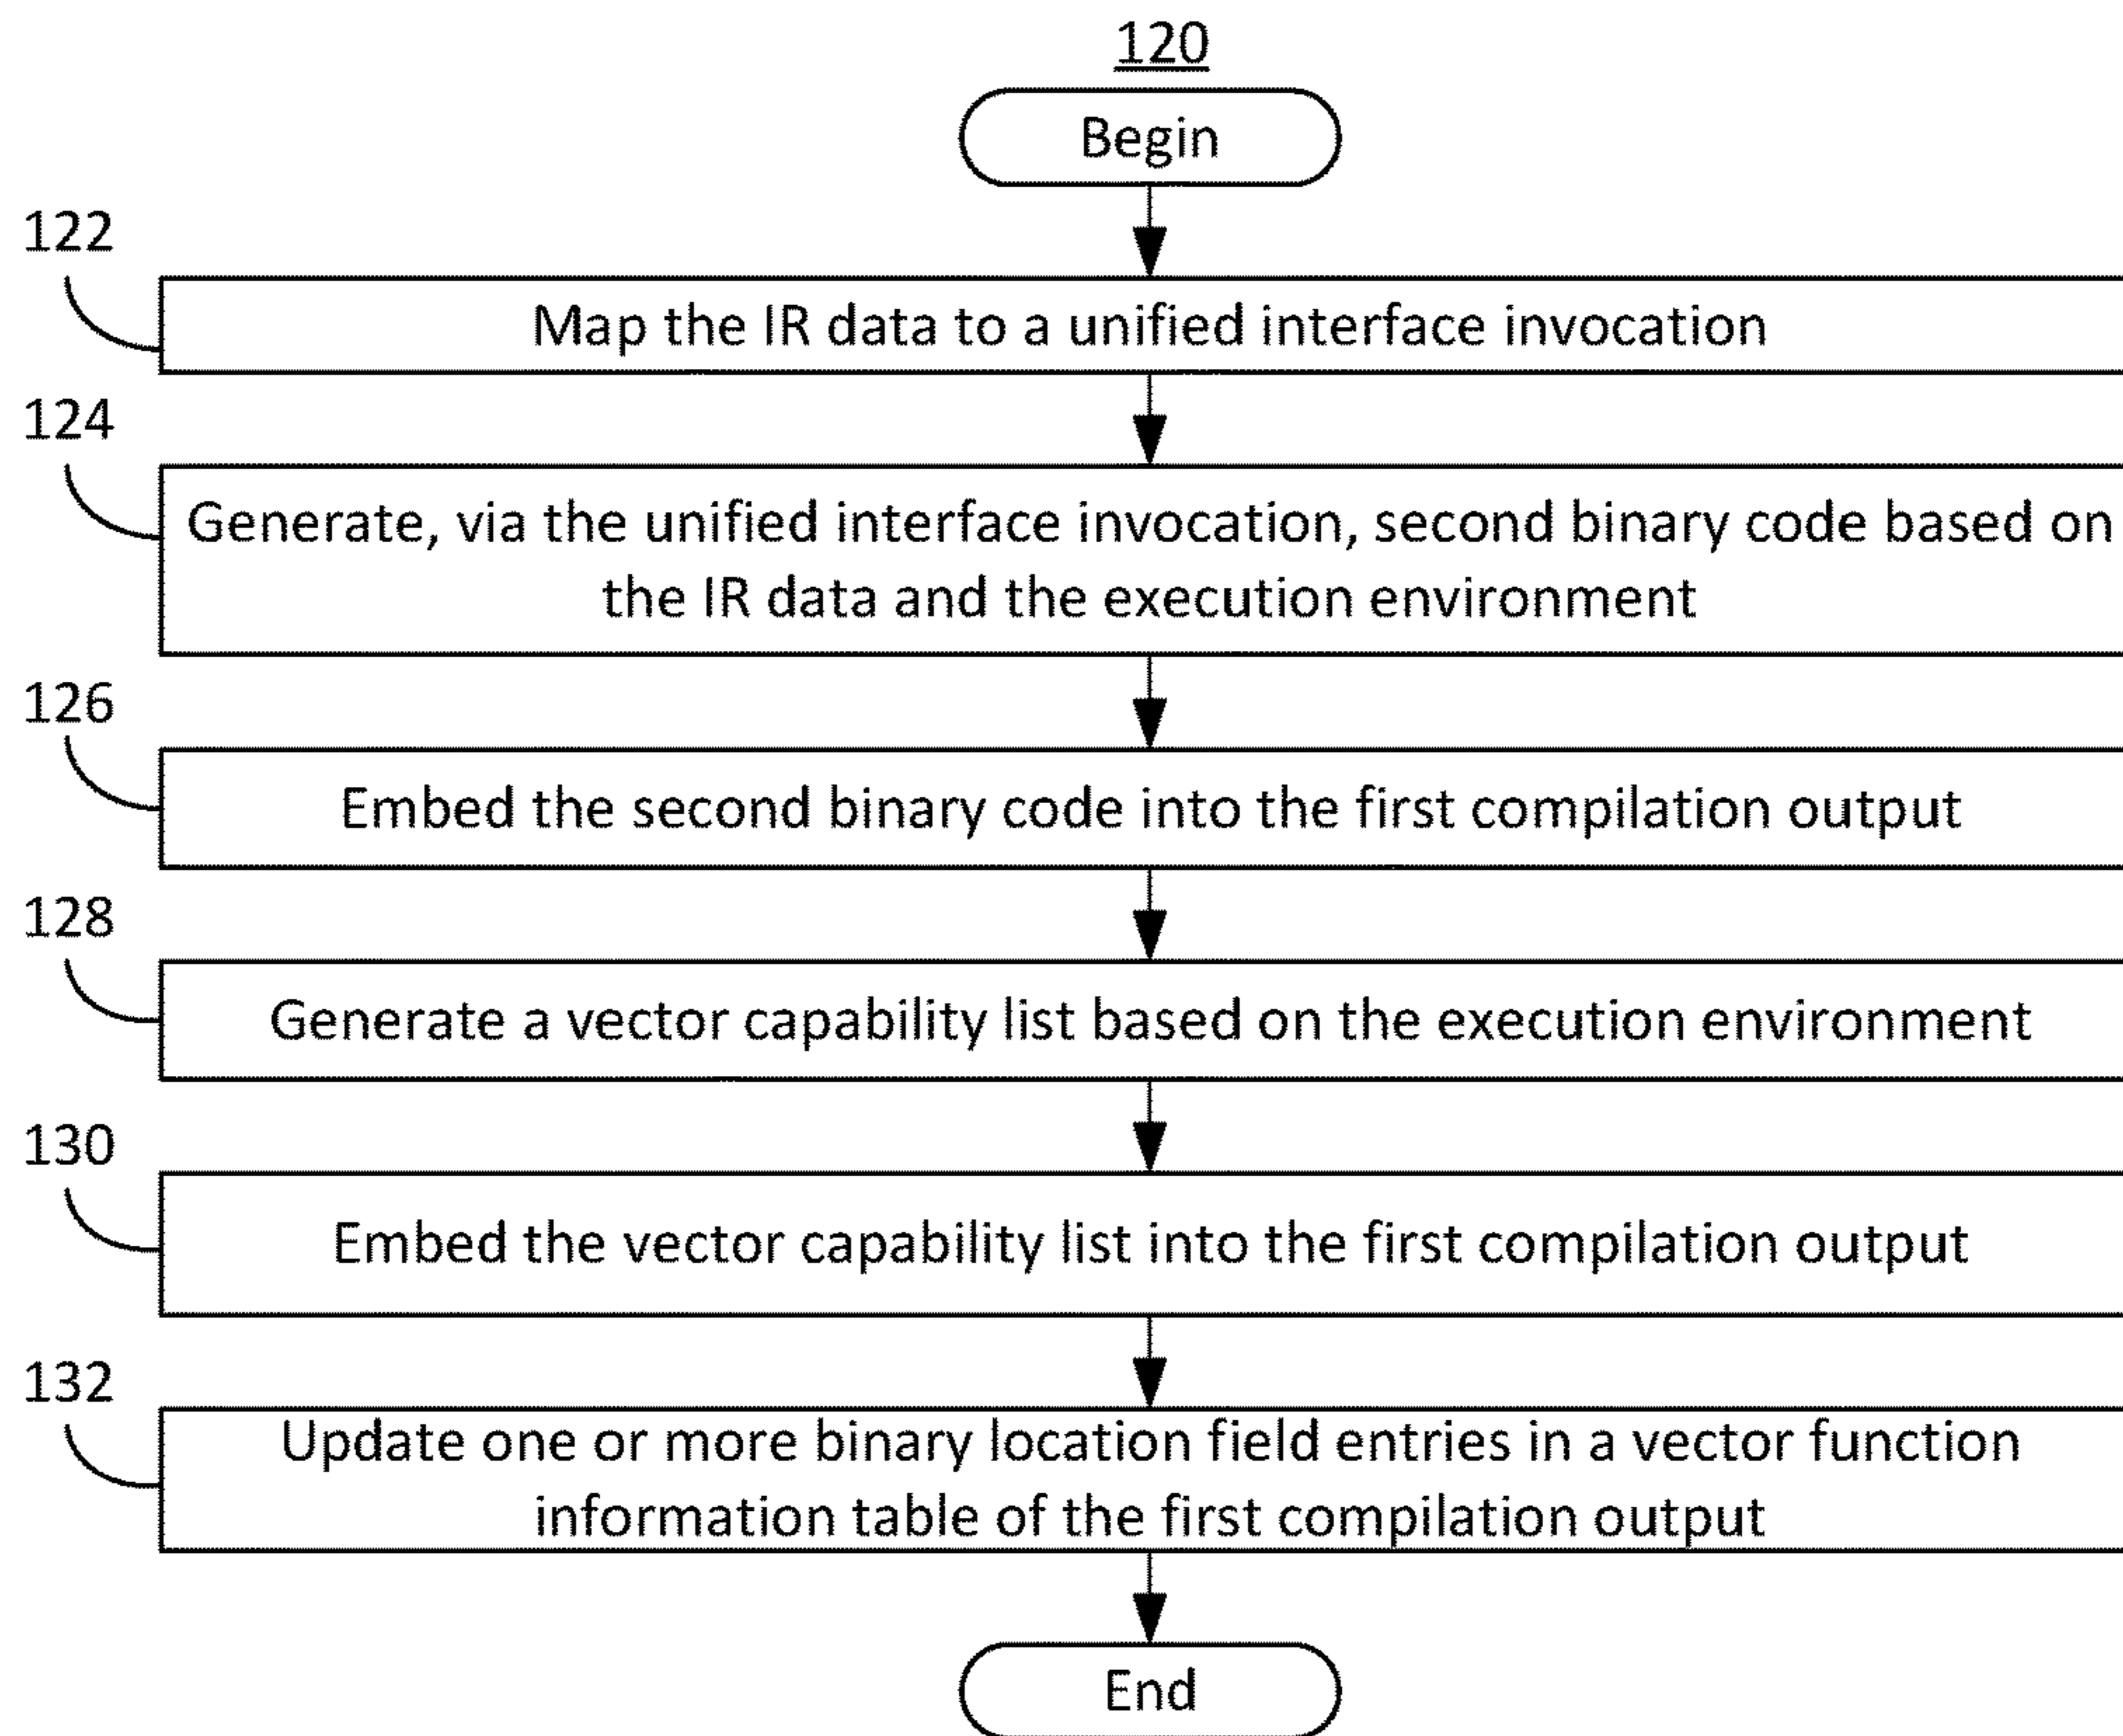 120
Begin
122
Map the IR data to a unified interface invocation
124
Generate, via the unified interface invocation, second binary code based on
the IR data and the execution environment
126
Embed the second binary code into the first compilation output
128
Generate a vector capability list based on the execution environment
130
Embed the vector capability list into the first compilation output
132
Update one or more binary location field entries in a vector function
information table of the first compilation output
End